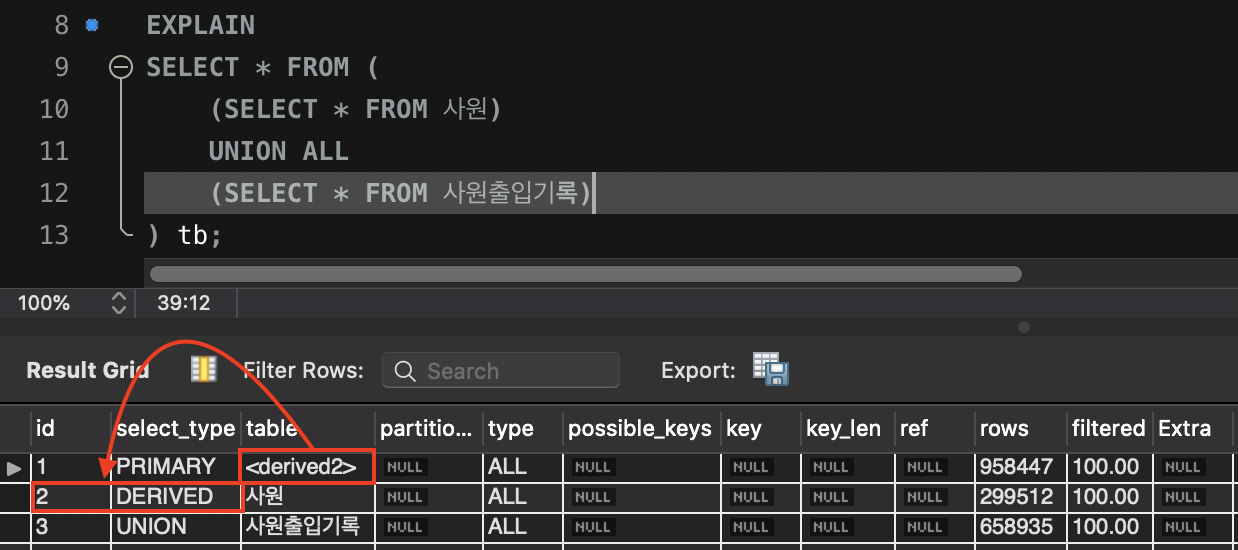 8 EXPLAIN
9 SELECT * FROM (
10 (SELECT * FROM 사원)
11 UNION ALL
12 (SELECT * FROM 사원출입기록)
13 ) tb;
100% 39:12
Result Grid Filter Rows: Search Export:
id select_type table partitio... type possible_keys key key_len ref rows filtered Extra
1 PRIMARY <derived2> NULL ALL NULL NULL NULL NULL 958447 100.00 NULL
2 DERIVED 사원 NULL ALL NULL NULL NULL NULL 299512 100.00 NULL
3 UNION 사원출입기록 NULL ALL NULL NULL NULL NULL 658935 100.00 NULL